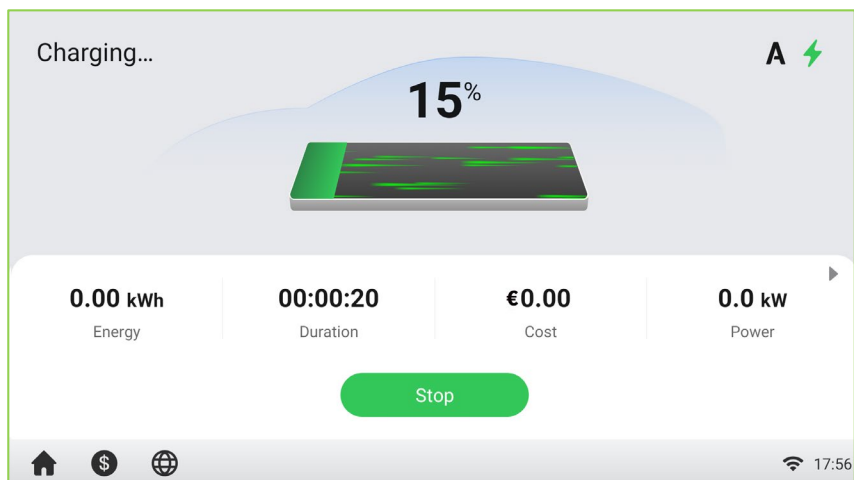 Charging...
A
15%
0.00 kWh
Energy
00:00:20
Duration
€0.00
Cost
0.0 kW
Power
Stop
$
17:56